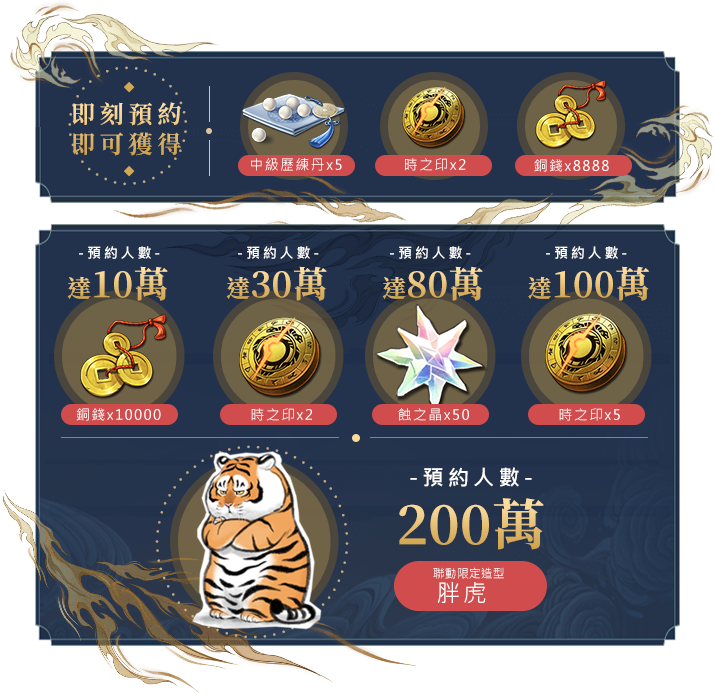 即刻預約
即可獲得
中級歷練丹x5
時之印x2
銅錢x8888
-預約人數-
達10萬
銅錢x10000
-預約人數-
達30萬
時之印x2
-預約人數-
達80萬
蝕之晶x50
-預約人數-
達100萬
時之印x5
-預約人數-
200萬
聯動限定造型
胖虎